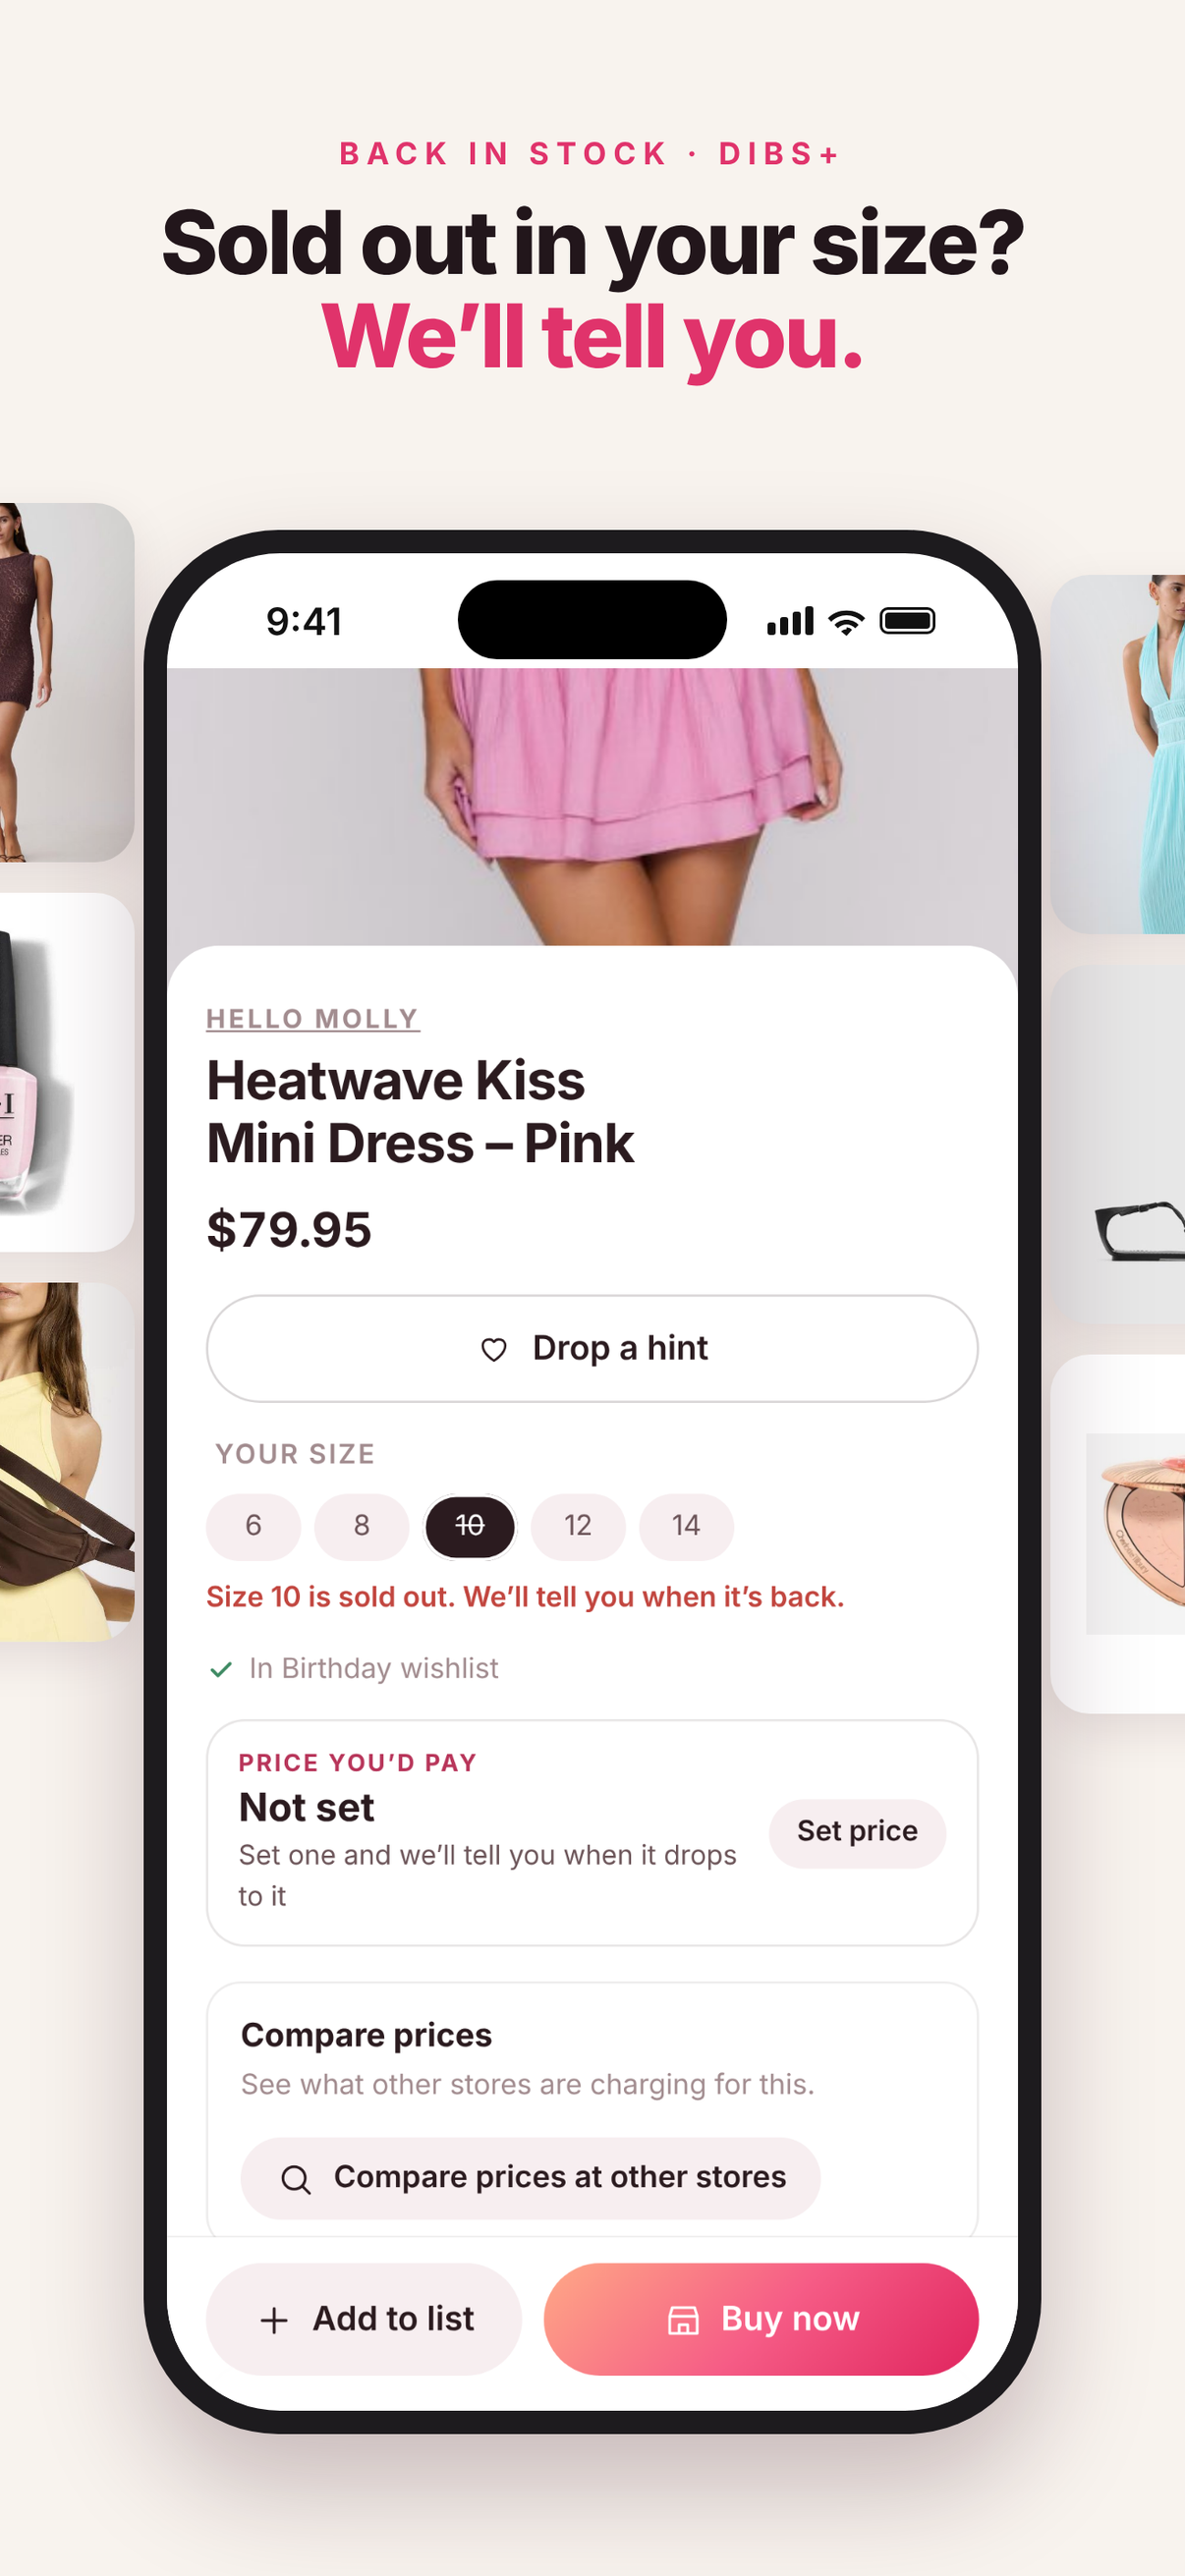 BACK IN STOCK · DIBS+
Sold out in your size?
We’ll tell you.
9:41
HELLO MOLLY
Heatwave Kiss
Mini Dress – Pink
$79.95
Drop a hint
YOUR SIZE
6 8 10 12 14
Size 10 is sold out. We’ll tell you when it’s back.
In Birthday wishlist
PRICE YOU’D PAY
Not set
Set one and we’ll tell you when it drops
to it
Set price
Compare prices
See what other stores are charging for this.
Compare prices at other stores
Add to list
Buy now